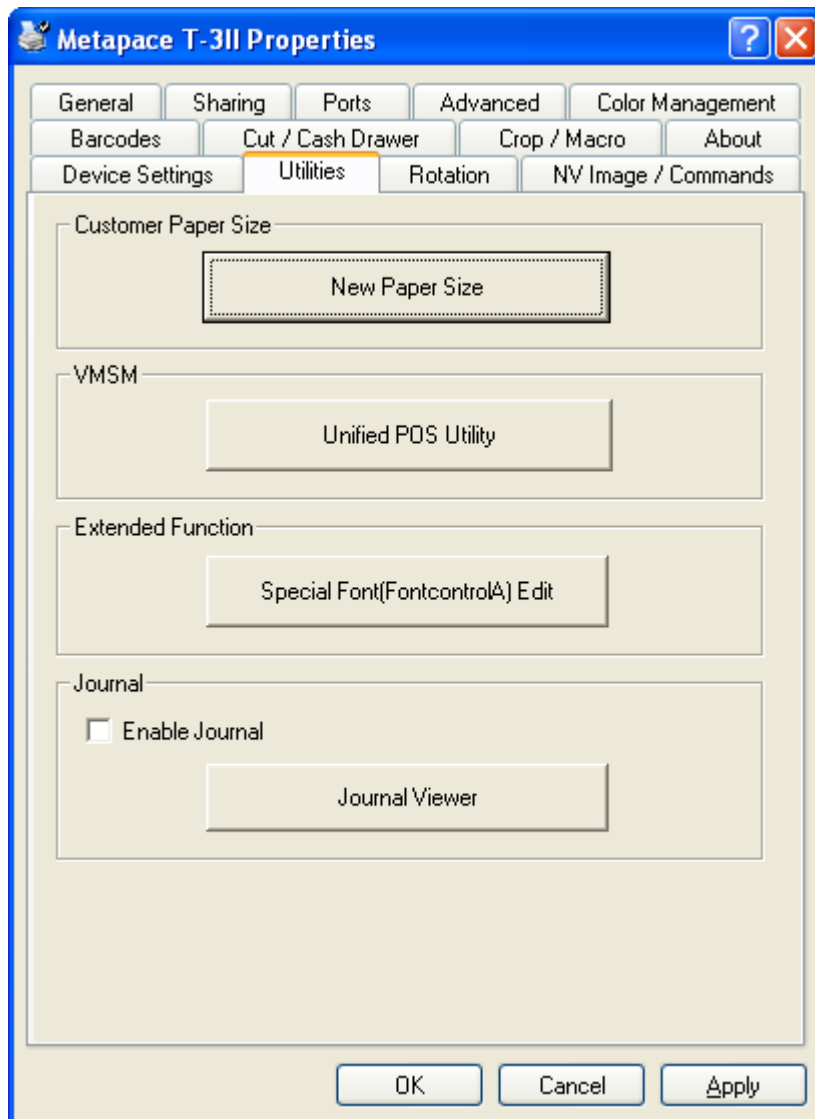 Metapace T-3II Properties
General Sharing Ports Advanced Color Management
Barcodes Cut / Cash Drawer Crop / Macro About
Device Settings Utilities Rotation NV Image / Commands
Customer Paper Size
New Paper Size
VMSM
Unified POS Utility
Extended Function
Special Font(FontcontrolA) Edit
Journal
Enable Journal
Journal Viewer
OK Cancel Apply